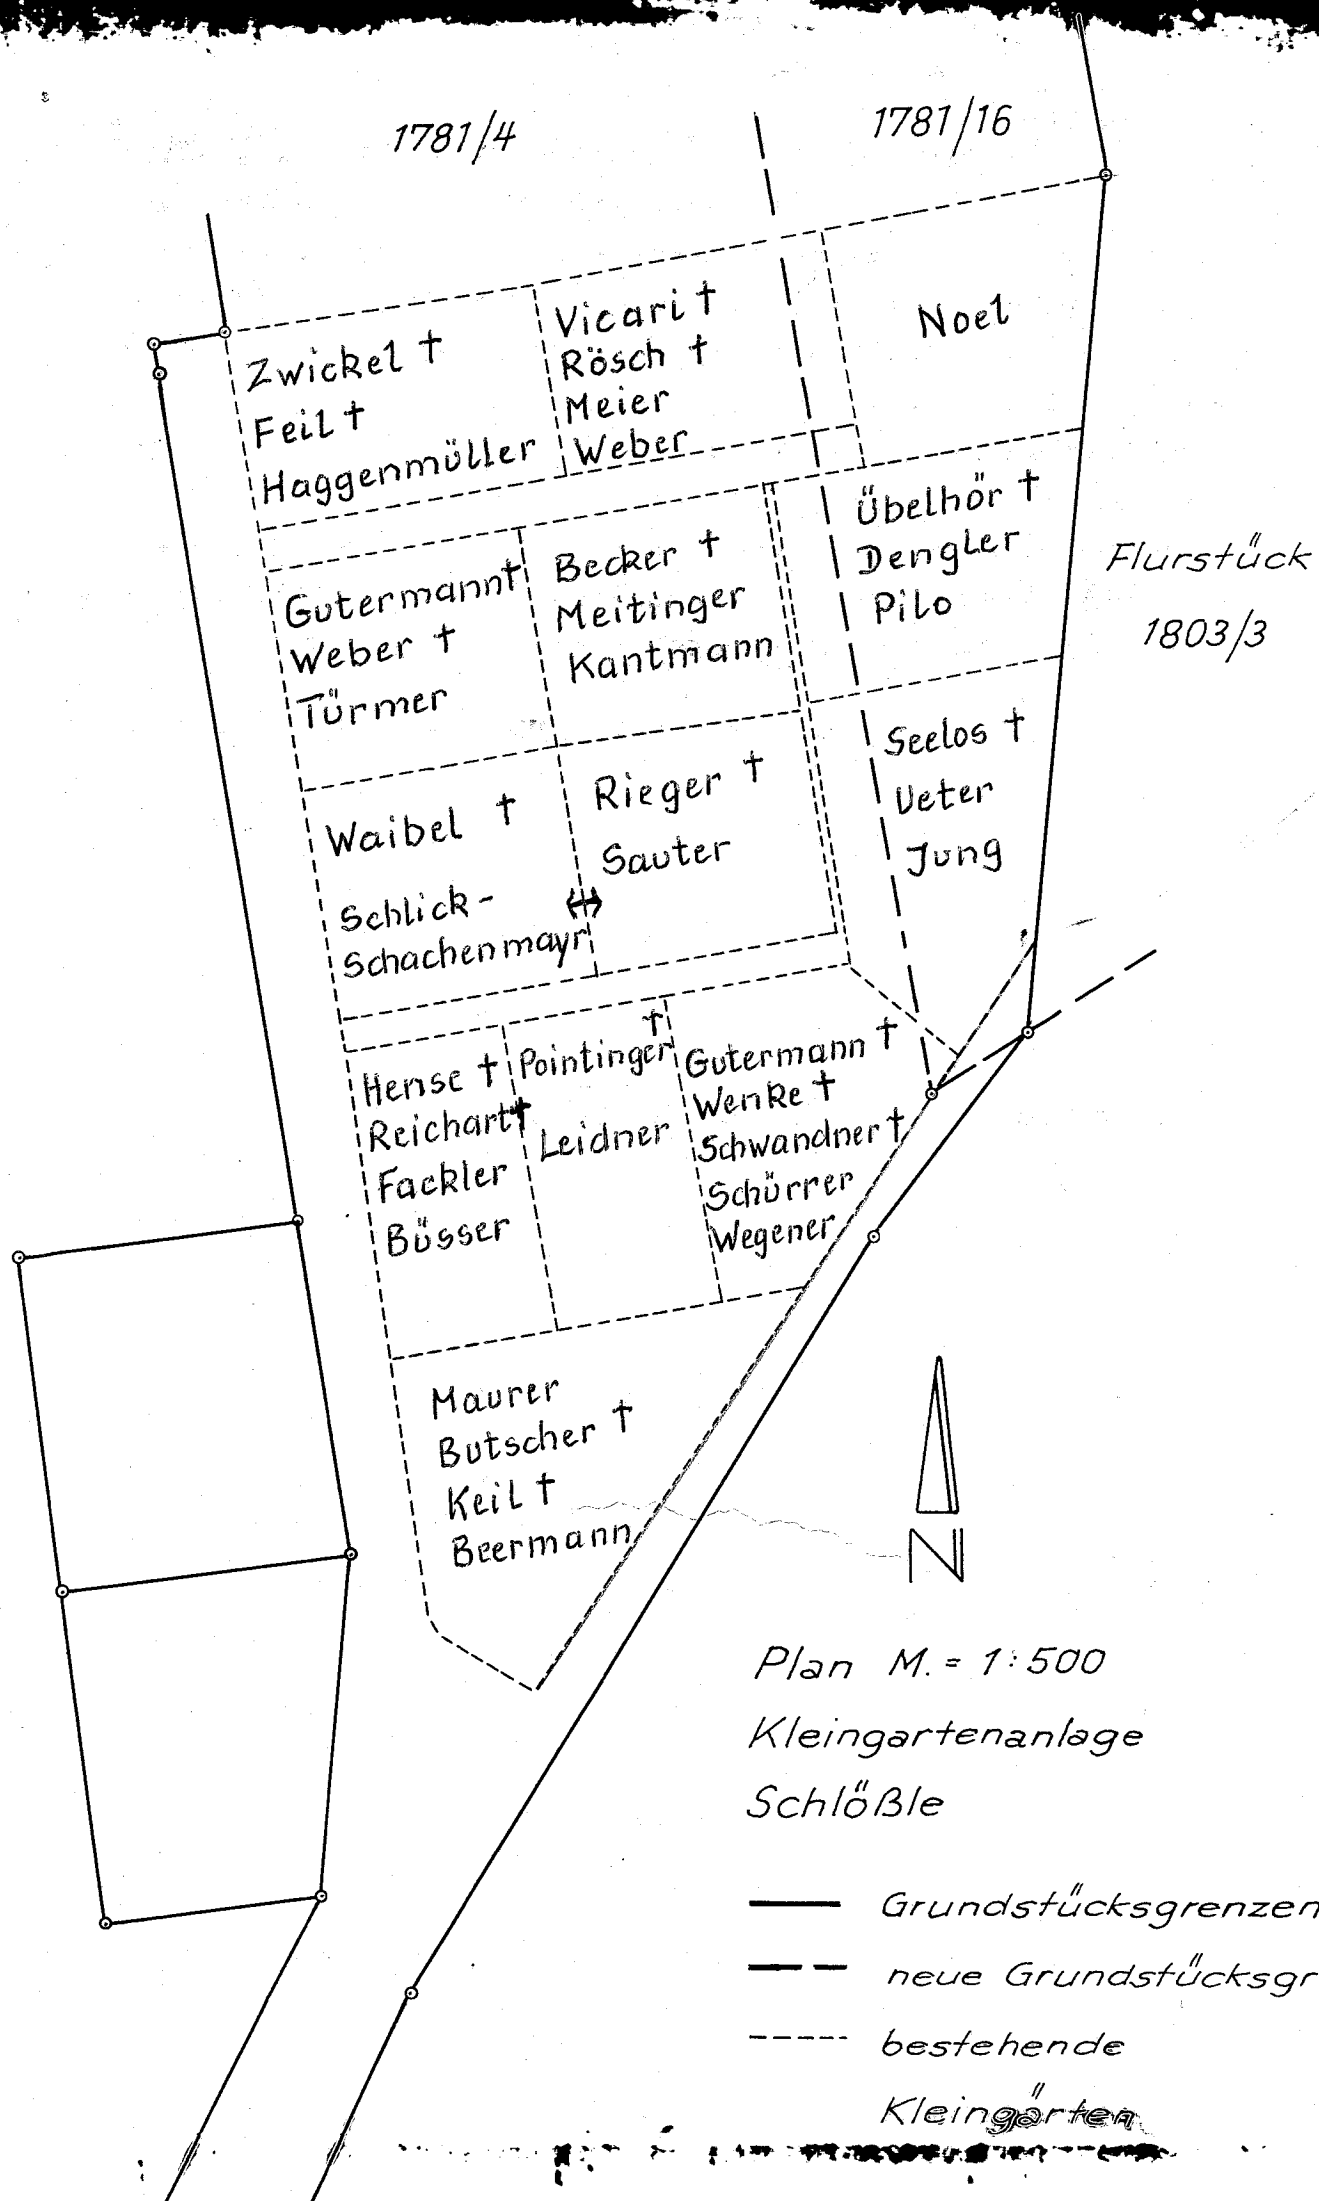 1781/4
1781/16
Zwickel †
Feil †
Haggenmüller
Vicari †
Rösch †
Meier
Weber
Noel
Gutermann †
Weber †
Türmer
Becker †
Meitinger
Kantmann
Übelhör †
Dengler
Pilo
Flurstück
1803/3
Waibel †
Schlick-
Schachenmayr
Rieger †
Sauter
Seelos †
Veter
Jung
Hense †
Reichart †
Fackler
Büsser
Pointinger †
Leidner
Gutermann †
Wenke †
Schwandner †
Schürrer
Wegener
Maurer
Butscher †
Keil †
Beermann
N
Plan M. = 1:500
Kleingartenanlage
Schlößle
Grundstücksgrenzen
neue Grundstücksgr
bestehende
Kleingärten